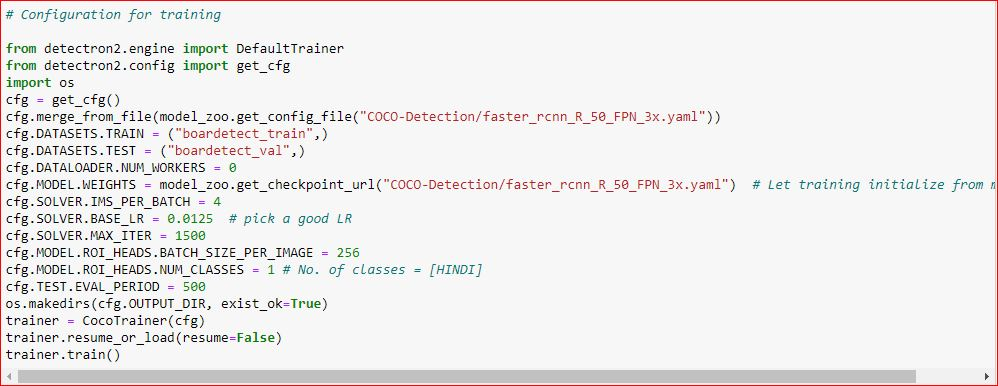 # Configuration for training

from detectron2.engine import DefaultTrainer
from detectron2.config import get_cfg
import os
cfg = get_cfg()
cfg.merge_from_file(model_zoo.get_config_file("COCO-Detection/faster_rcnn_R_50_FPN_3x.yaml"))
cfg.DATASETS.TRAIN = ("boardetect_train",)
cfg.DATASETS.TEST = ("boardetect_val",)
cfg.DATALOADER.NUM_WORKERS = 0
cfg.MODEL.WEIGHTS = model_zoo.get_checkpoint_url("COCO-Detection/faster_rcnn_R_50_FPN_3x.yaml")  # Let training initialize from
cfg.SOLVER.IMS_PER_BATCH = 4
cfg.SOLVER.BASE_LR = 0.0125  # pick a good LR
cfg.SOLVER.MAX_ITER = 1500
cfg.MODEL.ROI_HEADS.BATCH_SIZE_PER_IMAGE = 256
cfg.MODEL.ROI_HEADS.NUM_CLASSES = 1 # No. of classes = [HINDI]
cfg.TEST.EVAL_PERIOD = 500
os.makedirs(cfg.OUTPUT_DIR, exist_ok=True)
trainer = CocoTrainer(cfg)
trainer.resume_or_load(resume=False)
trainer.train()